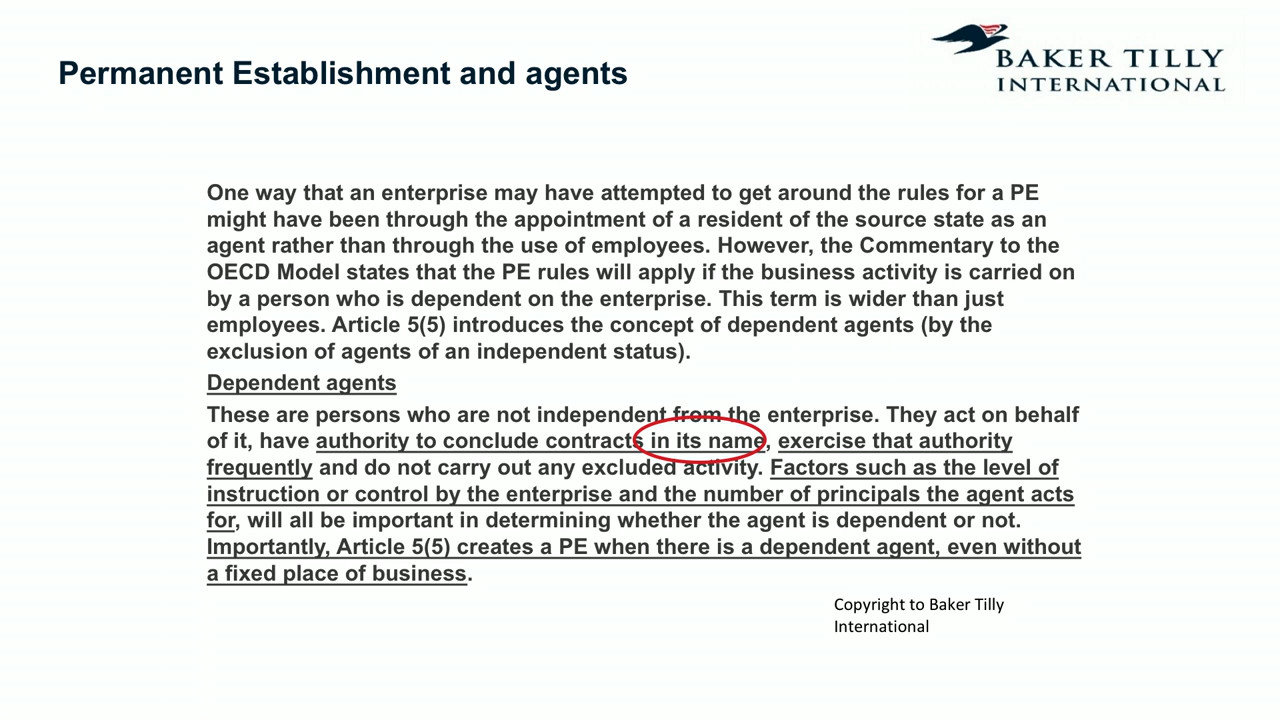 Permanent Establishment and agents
BAKER TILLY
INTERNATIONAL
One way that an enterprise may have attempted to get around the rules for a PE
might have been through the appointment of a resident of the source state as an
agent rather than through the use of employees. However, the Commentary to the
OECD Model states that the PE rules will apply if the business activity is carried on
by a person who is dependent on the enterprise. This term is wider than just
employees. Article 5(5) introduces the concept of dependent agents (by the
exclusion of agents of an independent status).
Dependent agents
These are persons who are not independent from the enterprise. They act on behalf
of it, have authority to conclude contracts in its name, exercise that authority
frequently and do not carry out any excluded activity. Factors such as the level of
instruction or control by the enterprise and the number of principals the agent acts
for, will all be important in determining whether the agent is dependent or not.
Importantly, Article 5(5) creates a PE when there is a dependent agent, even without
a fixed place of business.
Copyright to Baker Tilly
International